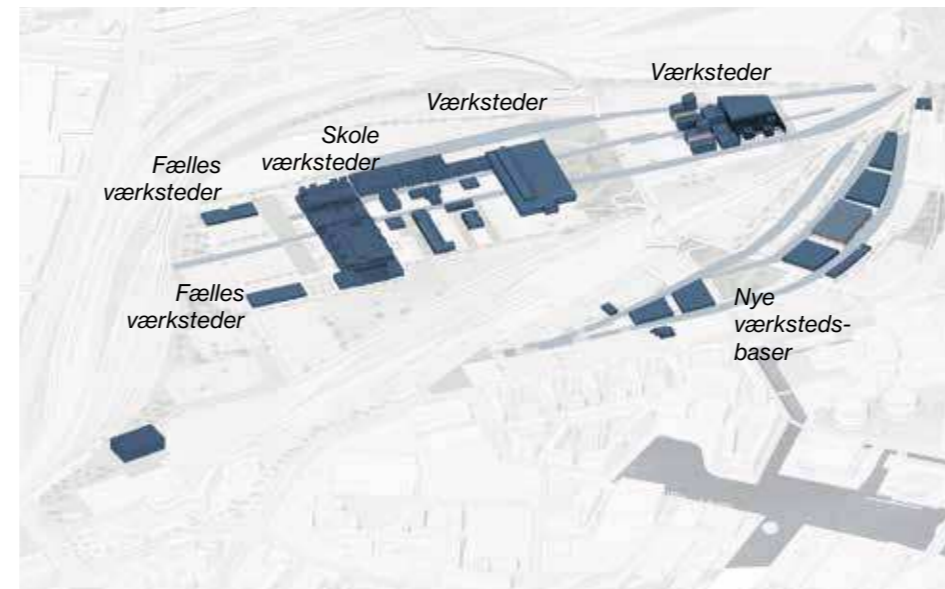 Værksteder
Værksteder
Skole
værksteder
Fælles
værksteder
Fælles
værksteder
Nye
værksteds-
baser